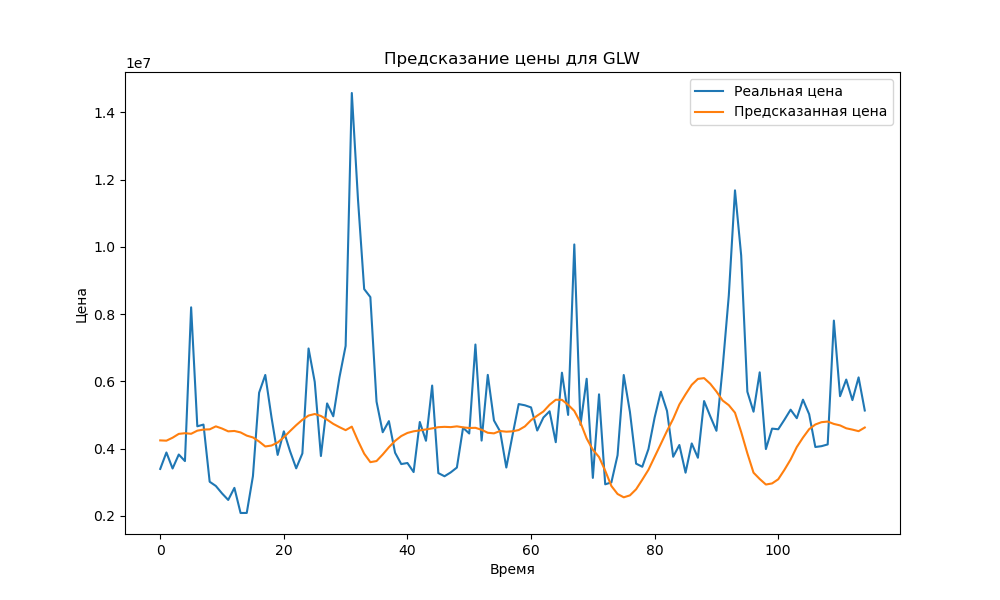 Предсказание цены для GLW
1e7
Реальная цена
Предсказанная цена
1.4
1.2
1.0
0.8
0.6
0.4
0.2
Цена
0 20 40 60 80 100
Время